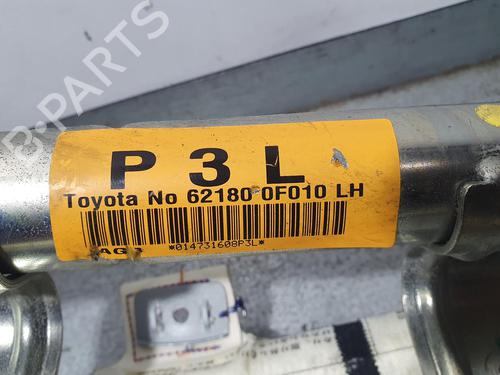 B-PARTS
P 3 L
Toyota No 62180 0F010 LH
*014731608P3L*